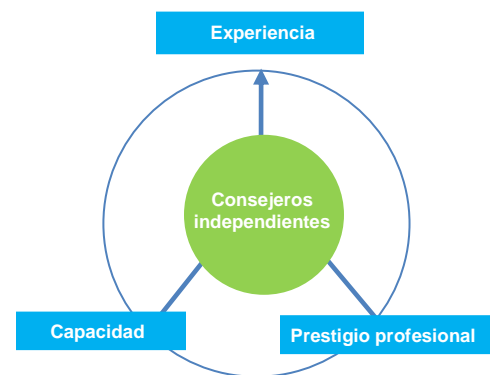 Experiencia
Consejeros
independientes
Capacidad
Prestigio profesional